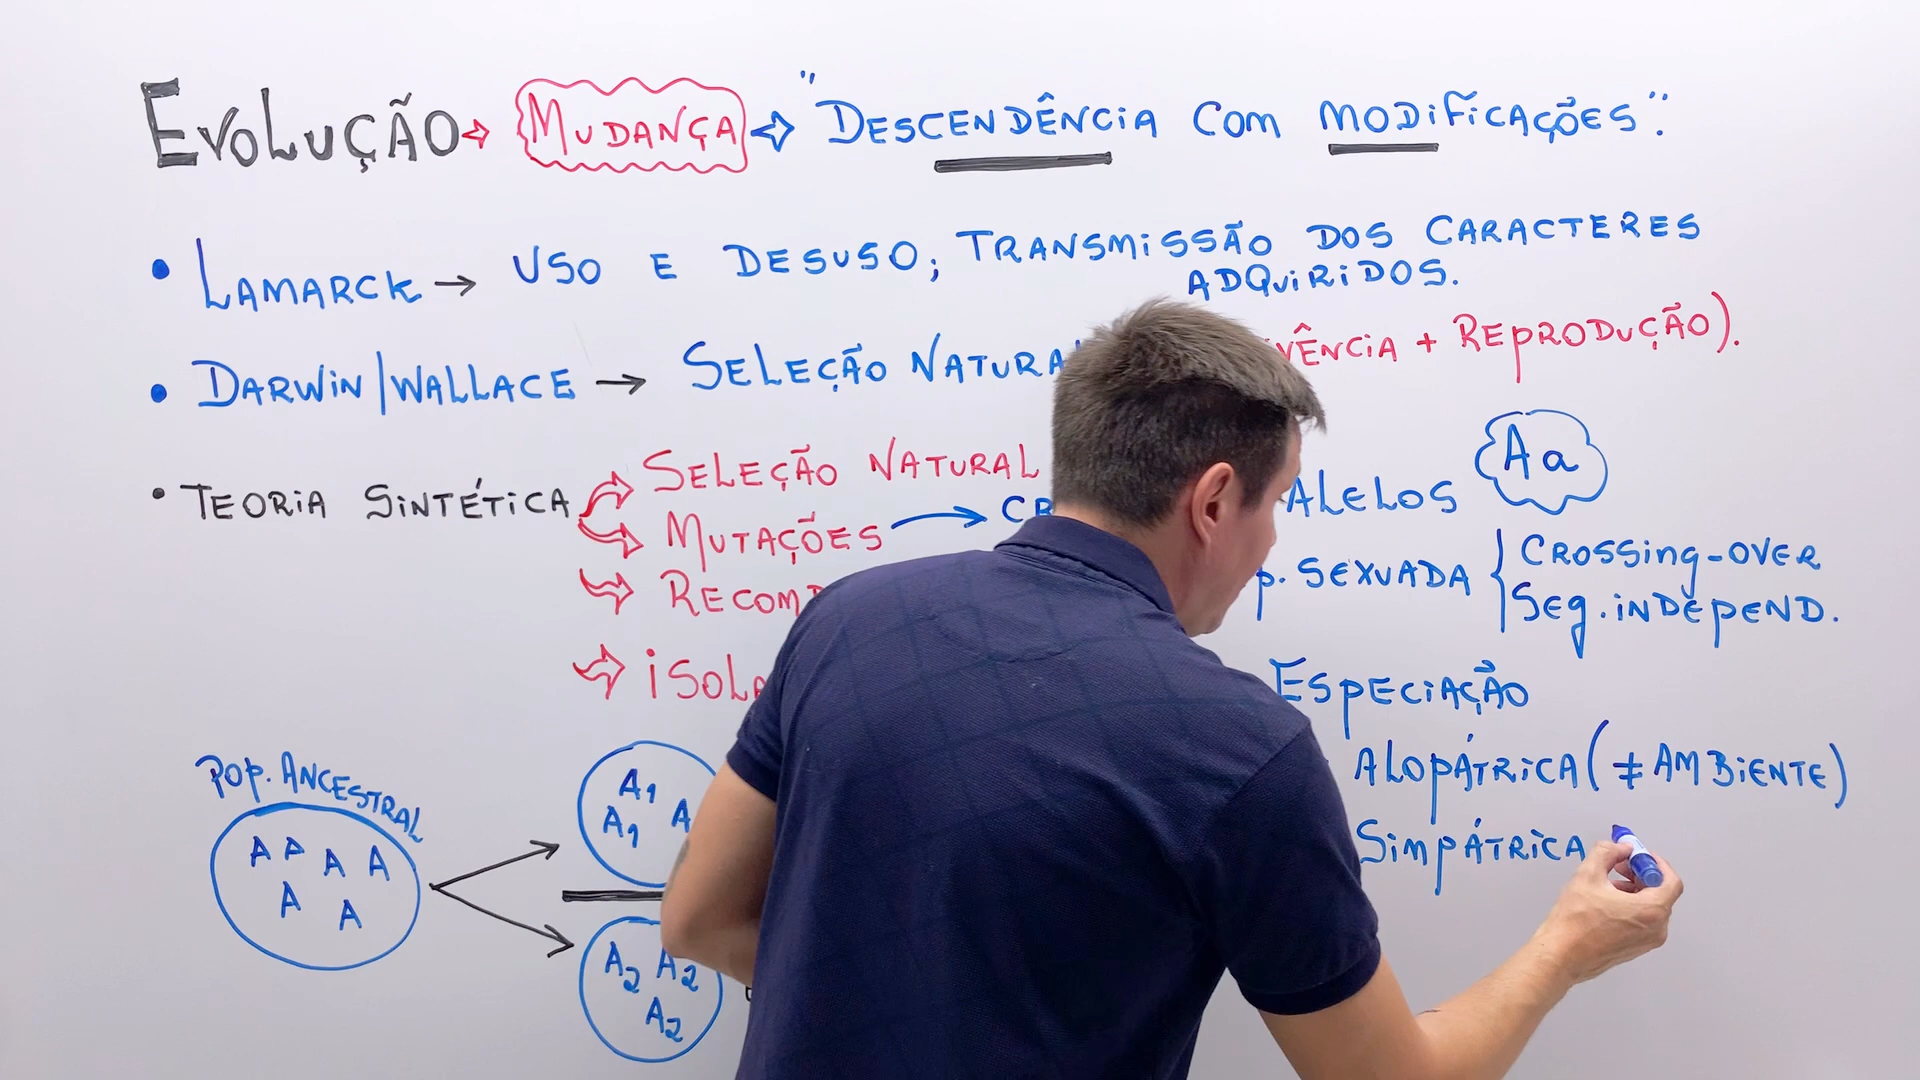 EVOLUÇÃO MUDANÇA "DESCENDÊNCIA COM MODIFICAÇÕES".
• LAMARCK → USO E DESUSO; TRANSMISSÃO DOS CARACTERES
ADQUIRIDOS.
• DARWIN/WALLACE → SELEÇÃO NATURA VÊNCIA + REPRODUÇÃO).
• TEORIA SINTÉTICA
SELEÇÃO NATURAL
MUTAÇÕES → CR ALELOS Aa
RECOM p. SEXUADA { CROSSING-OVER
SEG. INDEPEND.
ISOLA ESPECIAÇÃO
ALOPÁTRICA (≠ AMBIENTE)
SIMPÁTRICA
POP. ANCESTRAL
A A A A
A A
A1 A
A1
A2 A2
A2